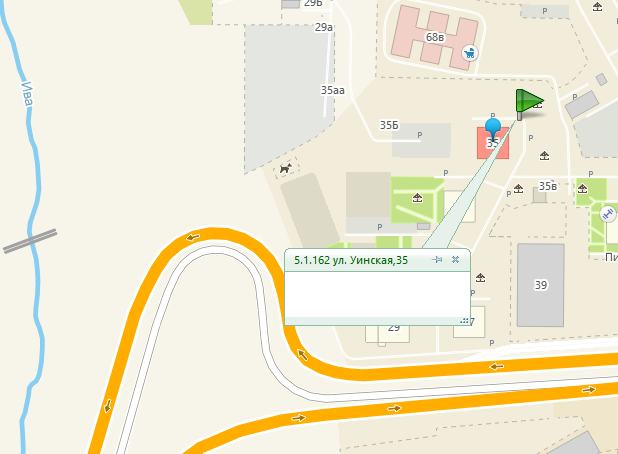 29Б
29а
68в
Ива
35аа
35Б
P
P
35
P
P
35в
P
P
P
5.1.162 ул. Уинская,35
39
Пи
29
7
P